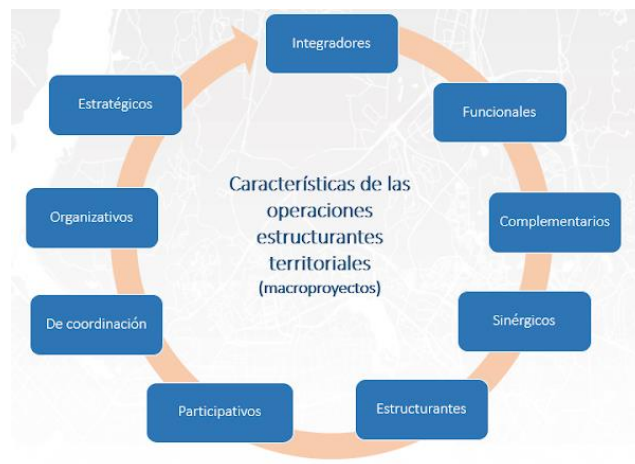 Integradores
Funcionales
Complementarios
Sinérgicos
Estructurantes
Participativos
De coordinación
Organizativos
Estratégicos
Características de las
operaciones
estructurantes
territoriales
(macroproyectos)